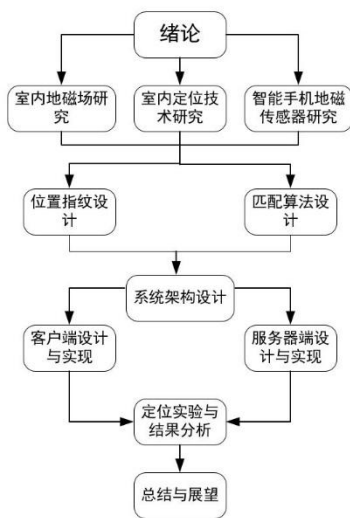 绪论
室内地磁场研
究
室内定位技
术研究
智能手机地磁
传感器研究
位置指纹设
计
匹配算法设
计
系统架构设计
客户端设计
与实现
服务器端设
计与实现
定位实验与
结果分析
总结与展望